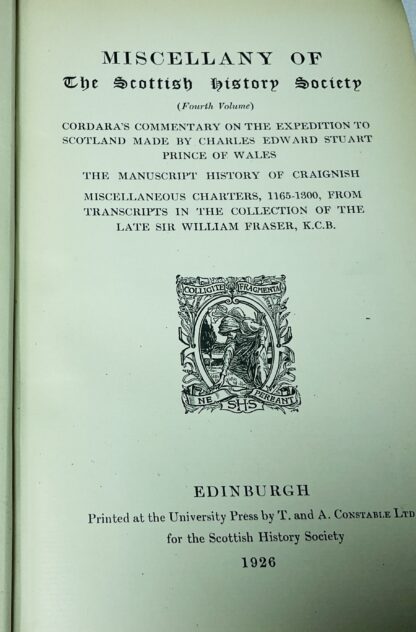 MISCELLANY OF
The Scottish History Society
(Fourth Volume)
CORDARA'S COMMENTARY ON THE EXPEDITION TO
SCOTLAND MADE BY CHARLES EDWARD STUART
PRINCE OF WALES
THE MANUSCRIPT HISTORY OF CRAIGNISH
MISCELLANEOUS CHARTERS, 1165-1300, FROM
TRANSCRIPTS IN THE COLLECTION OF THE
LATE SIR WILLIAM FRASER, K.C.B.
COLLIGITE FRAGMENTA
NE PEREANT
SHS
EDINBURGH
Printed at the University Press by T. and A. CONSTABLE LTD
for the Scottish History Society
1926